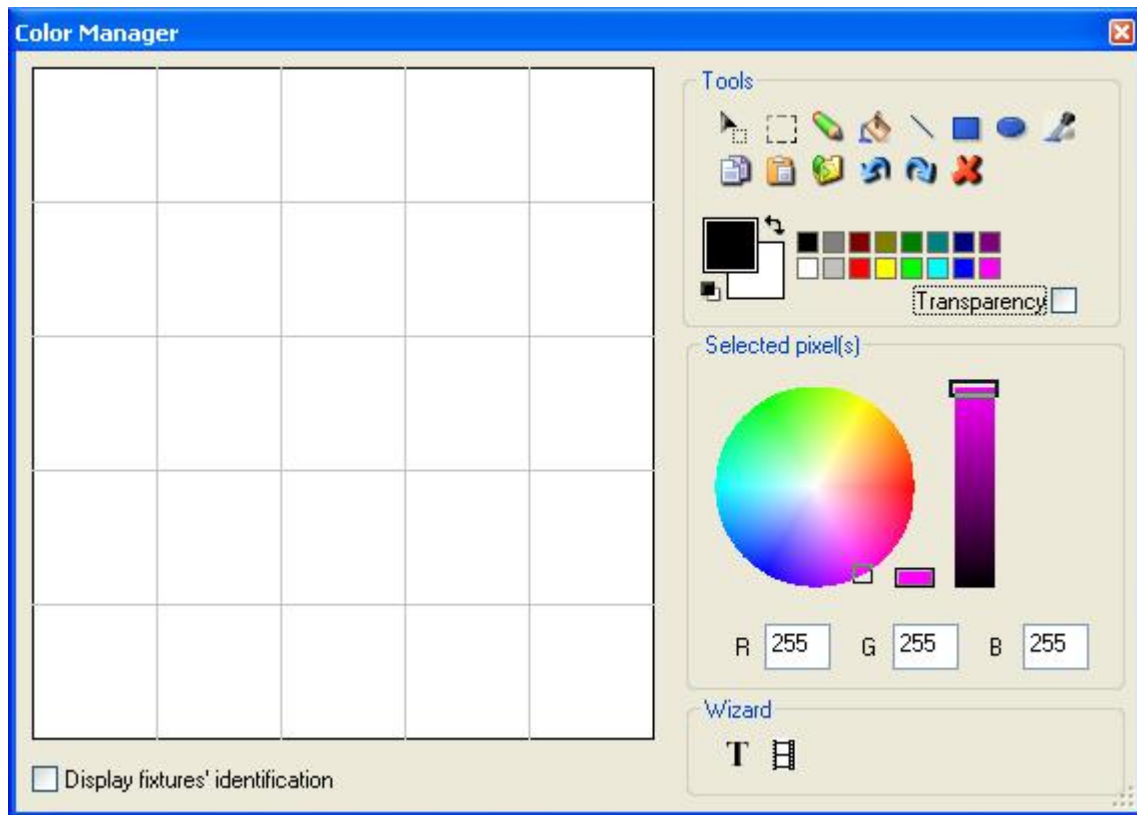 Color Manager
Tools
Transparency
Selected pixel(s)
R 255 G 255 B 255
Wizard
T
Display fixtures' identification